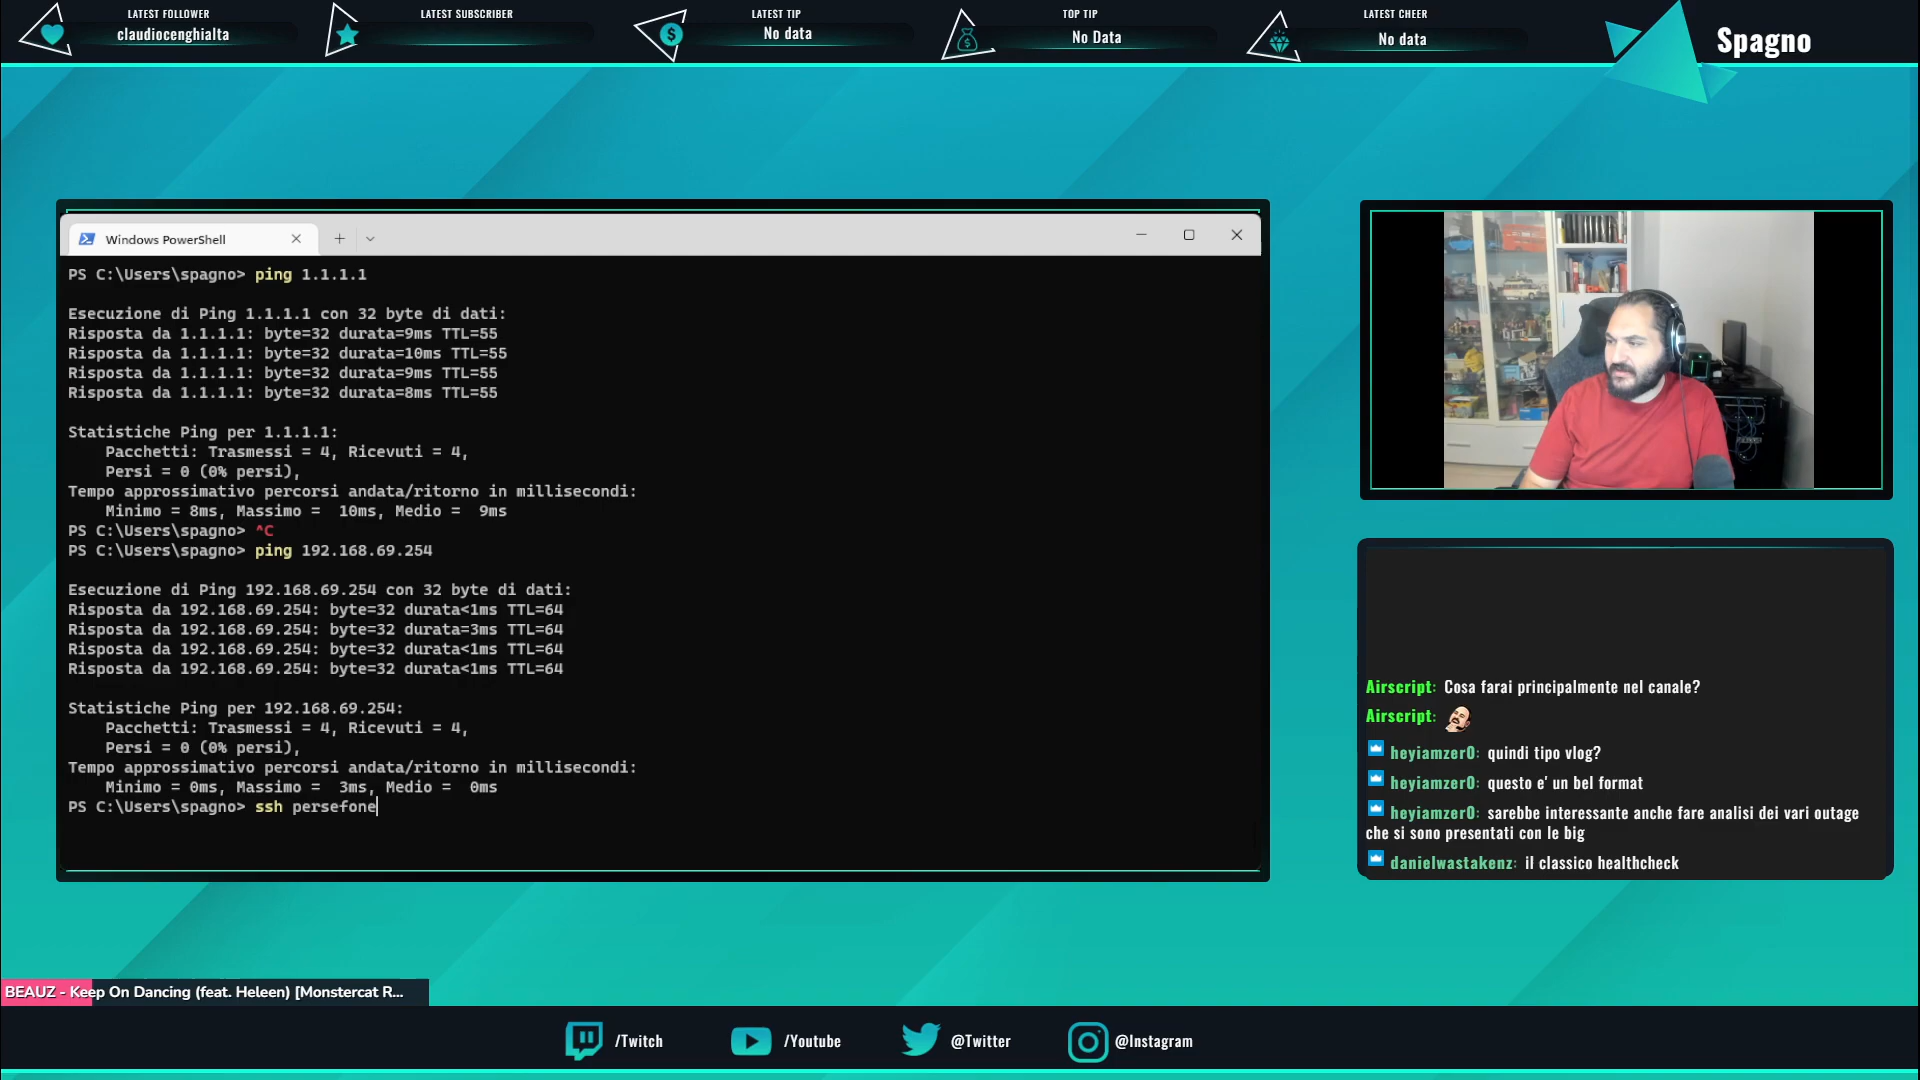 LATEST FOLLOWER
claudiocenghialta
LATEST SUBSCRIBER
LATEST TIP
No data
TOP TIP
No Data
LATEST CHEER
No data
Spagno
Windows PowerShell
PS C:\Users\spagno> ping 1.1.1.1
Esecuzione di Ping 1.1.1.1 con 32 byte di dati:
Risposta da 1.1.1.1: byte=32 durata=9ms TTL=55
Risposta da 1.1.1.1: byte=32 durata=10ms TTL=55
Risposta da 1.1.1.1: byte=32 durata=9ms TTL=55
Risposta da 1.1.1.1: byte=32 durata=8ms TTL=55
Statistiche Ping per 1.1.1.1:
Pacchetti: Trasmessi = 4, Ricevuti = 4,
Persi = 0 (0% persi),
Tempo approssimativo percorsi andata/ritorno in millisecondi:
Minimo = 8ms, Massimo =  10ms, Medio =  9ms
PS C:\Users\spagno> ^C
PS C:\Users\spagno> ping 192.168.69.254
Esecuzione di Ping 192.168.69.254 con 32 byte di dati:
Risposta da 192.168.69.254: byte=32 durata<1ms TTL=64
Risposta da 192.168.69.254: byte=32 durata=3ms TTL=64
Risposta da 192.168.69.254: byte=32 durata<1ms TTL=64
Risposta da 192.168.69.254: byte=32 durata<1ms TTL=64
Statistiche Ping per 192.168.69.254:
Pacchetti: Trasmessi = 4, Ricevuti = 4,
Persi = 0 (0% persi),
Tempo approssimativo percorsi andata/ritorno in millisecondi:
Minimo = 0ms, Massimo =  3ms, Medio =  0ms
PS C:\Users\spagno> ssh persefone
Airscript: Cosa farai principalmente nel canale?
Airscript:
heyiamzer0: quindi tipo vlog?
heyiamzer0: questo e' un bel format
heyiamzer0: sarebbe interessante anche fare analisi dei vari outage
che si sono presentati con le big
danielwastakenz: il classico healthcheck
BEAUZ - Keep On Dancing (feat. Heleen) [Monstercat R...
/Twitch
/Youtube
@Twitter
@Instagram